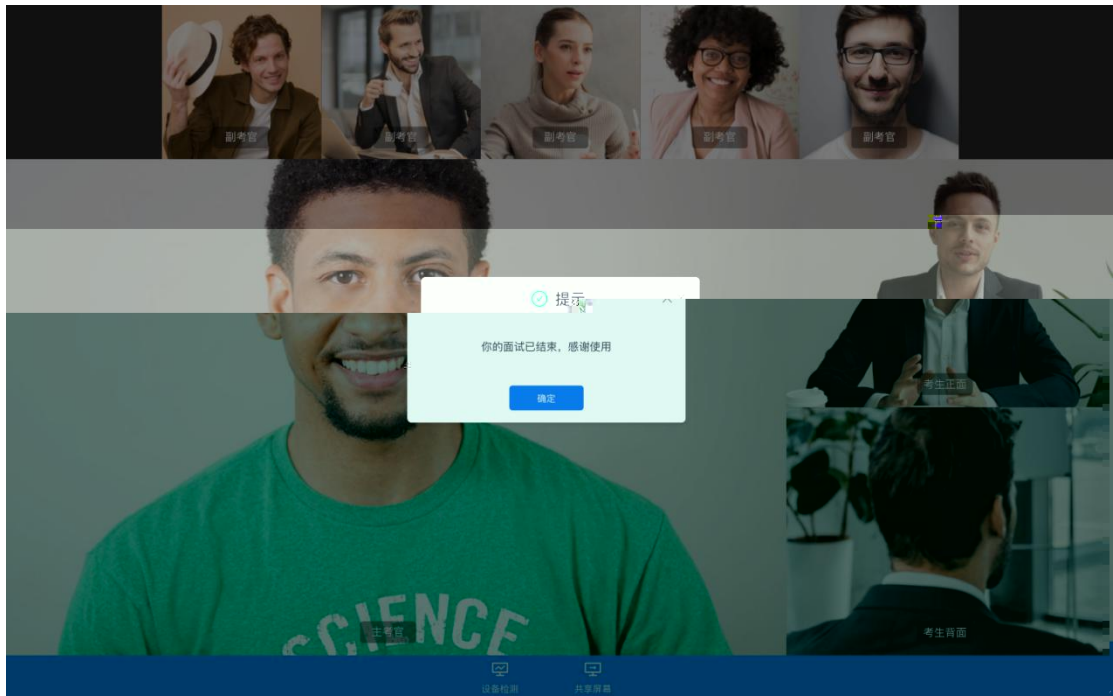 副考官
副考官
副考官
副考官
副考官
提示
你的面试已结束，感谢使用
确定
考生正面
SCIENCE
主考官
考生背面
设备检测
共享屏幕